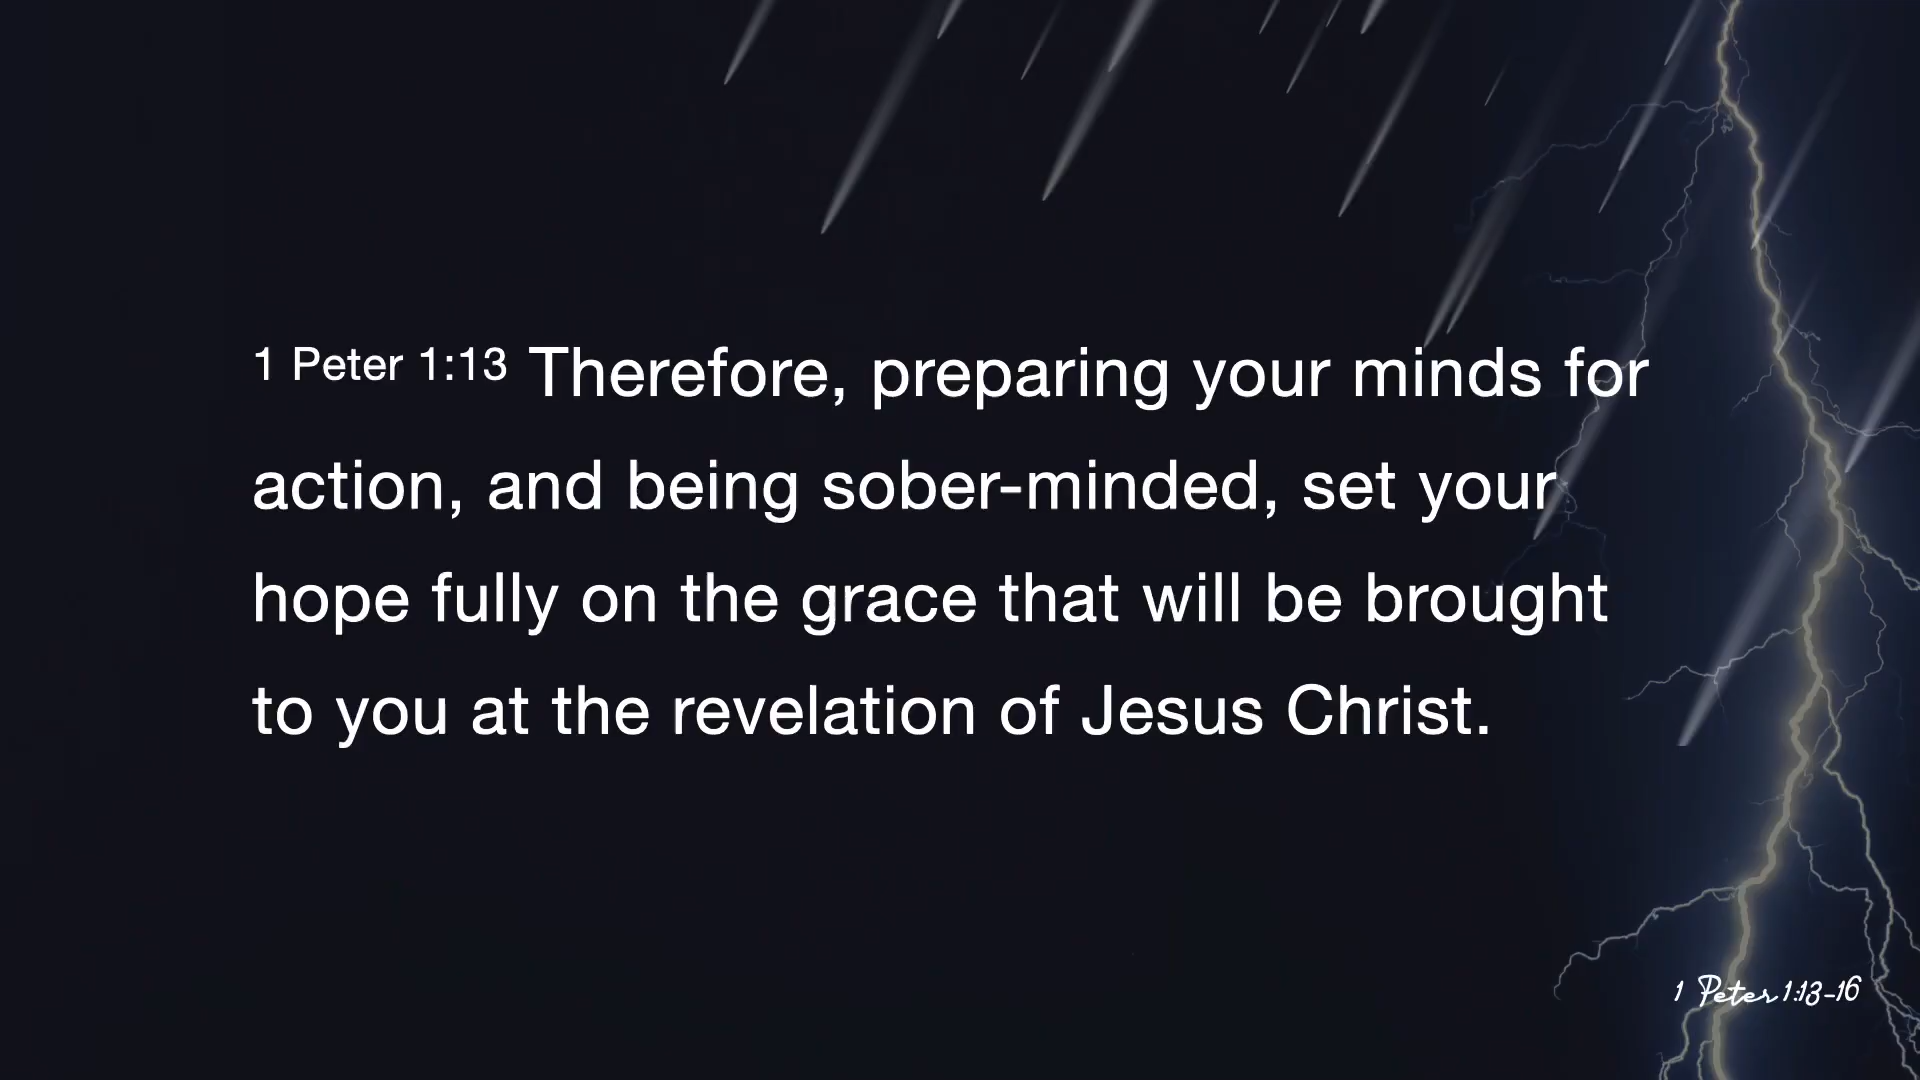 1 Peter 1:13 Therefore, preparing your minds for
action, and being sober-minded, set your
hope fully on the grace that will be brought
to you at the revelation of Jesus Christ.
1 Peter 1:13-16